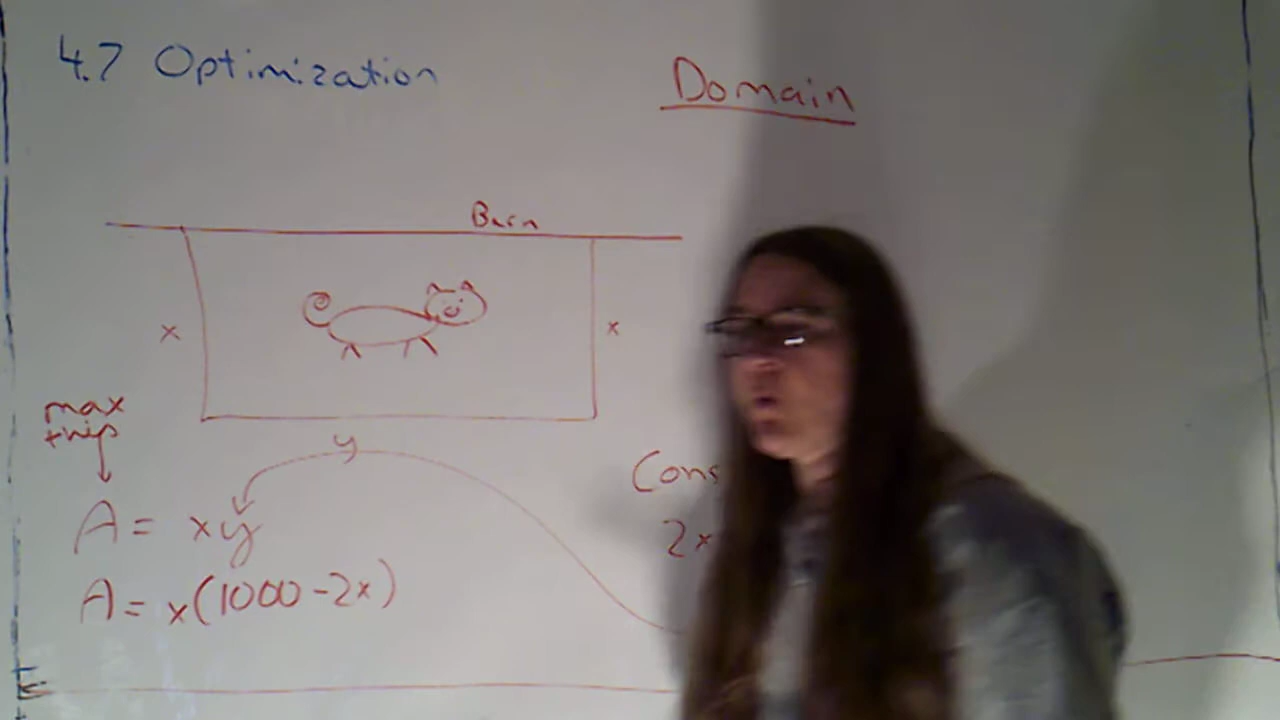 4.7 Optimization
Domain
Barn
x
x
max
this
y
A = xy
A = x(1000-2x)
Cons
2x